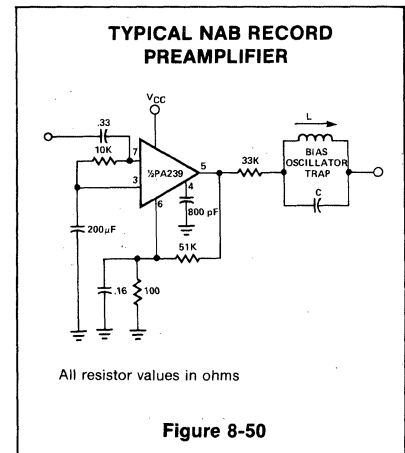 TYPICAL NAB RECORD
PREAMPLIFIER
VCC
.33
10K
7
3
½PA239
5
4
6
800 pF
33K
L
BIAS
OSCILLATOR
TRAP
C
200µF
51K
.16
100
All resistor values in ohms
Figure 8-50